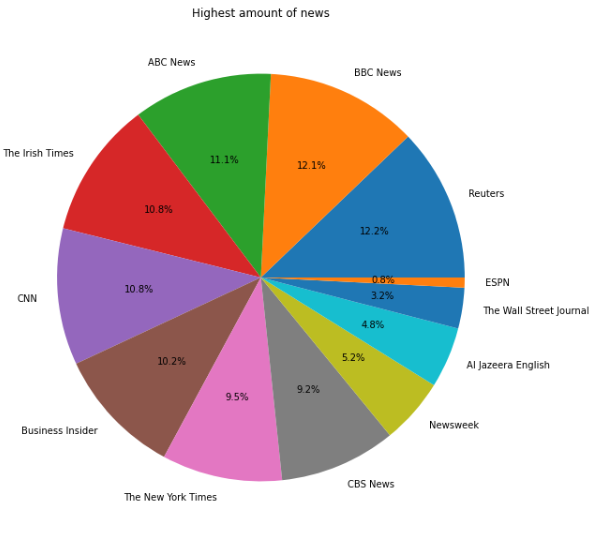 Highest amount of news
ABC News
BBC News
The Irish Times
Reuters
CNN
ESPN
The Wall Street Journal
Al Jazeera English
Newsweek
Business Insider
CBS News
The New York Times
11.1%
12.1%
10.8%
12.2%
10.8%
0.8%
3.2%
4.8%
5.2%
10.2%
9.2%
9.5%